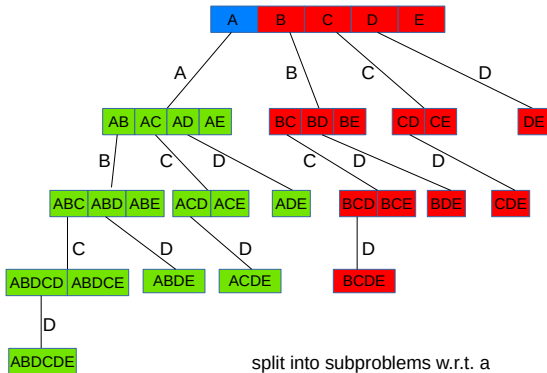 A B C D E
A B C D
AB AC AD AE BC BD BE CD CE DE
B C D C D D
ABC ABD ABE ACD ACE ADE BCD BCE BDE CDE
C D D D
ABDCD ABDCE ABDE ACDE BCDE
D
ABDCDE
split into subproblems w.r.t. a